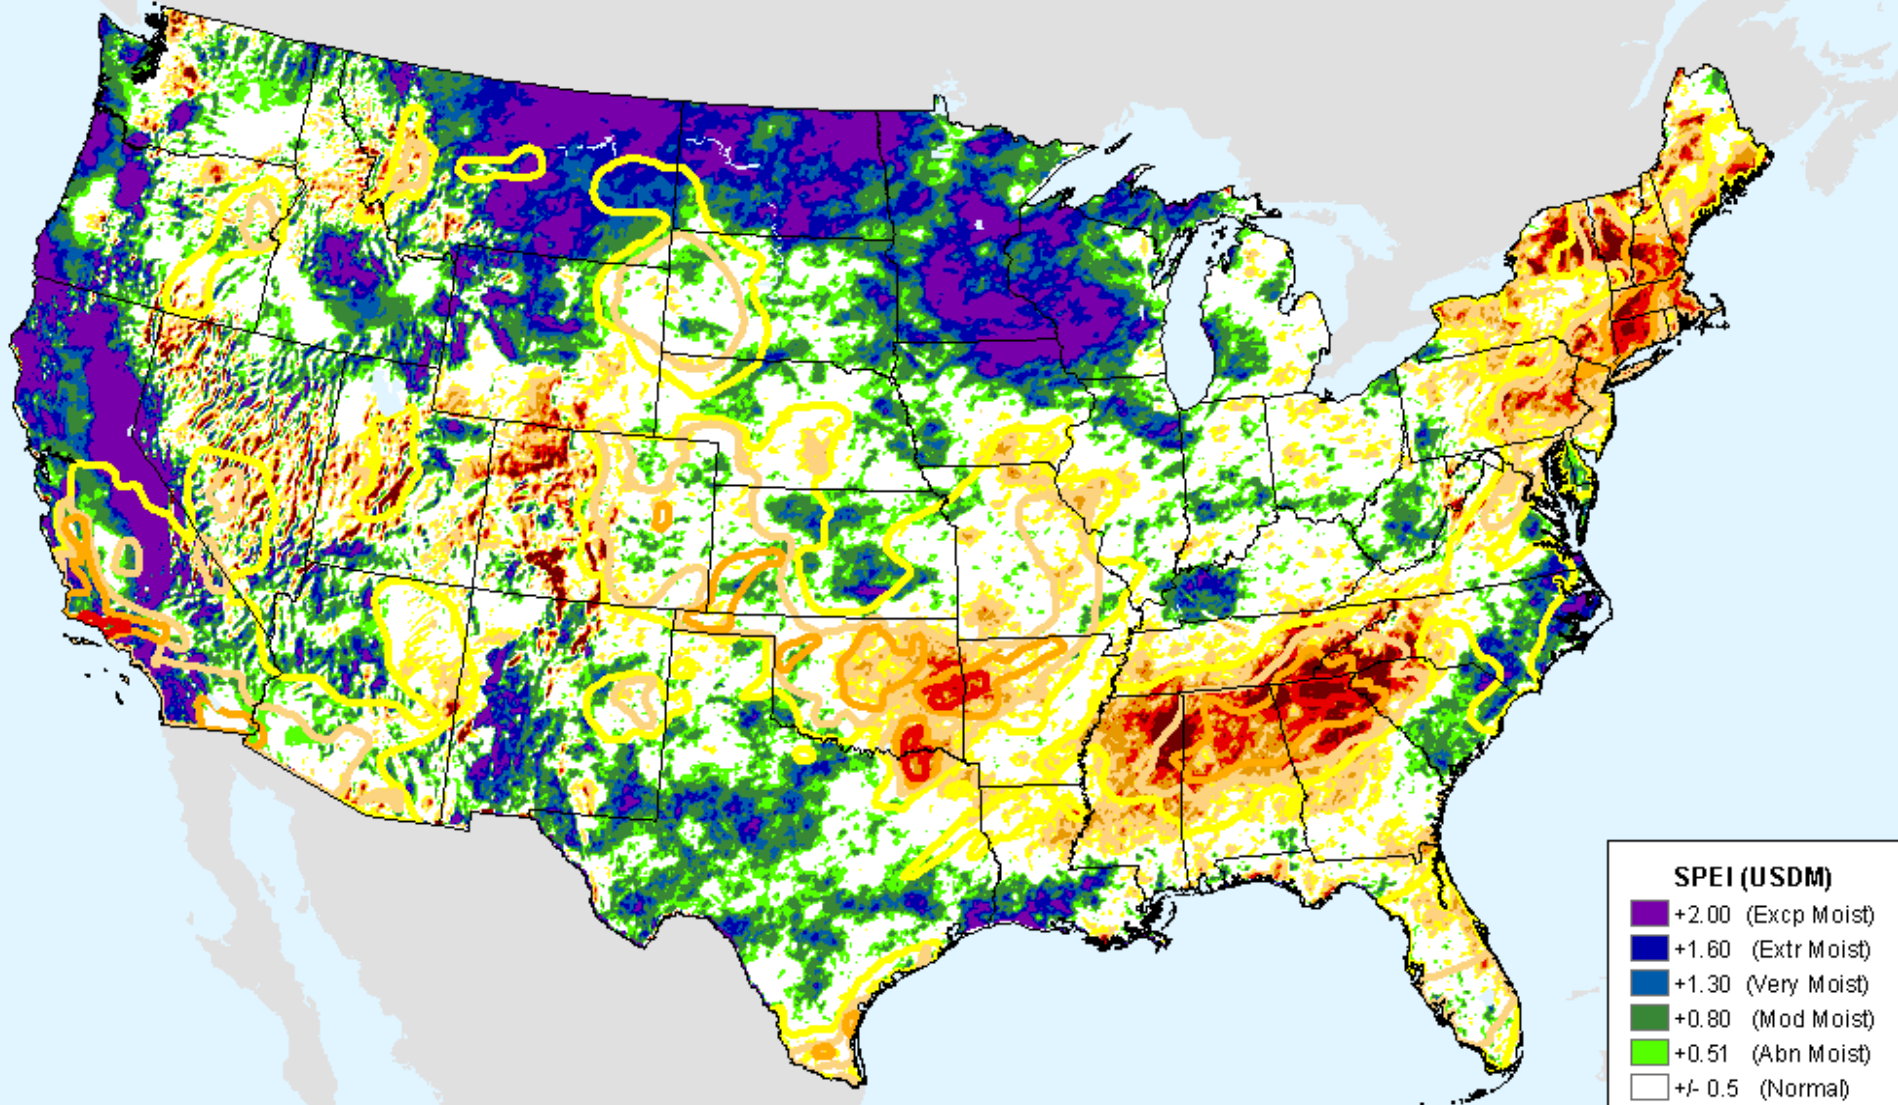 SPEI (USDM)
+2.00 (Excp Moist)
+1.60 (Extr Moist)
+1.30 (Very Moist)
+0.80 (Mod Moist)
+0.51 (Abn Moist)
+/- 0.5 (Normal)